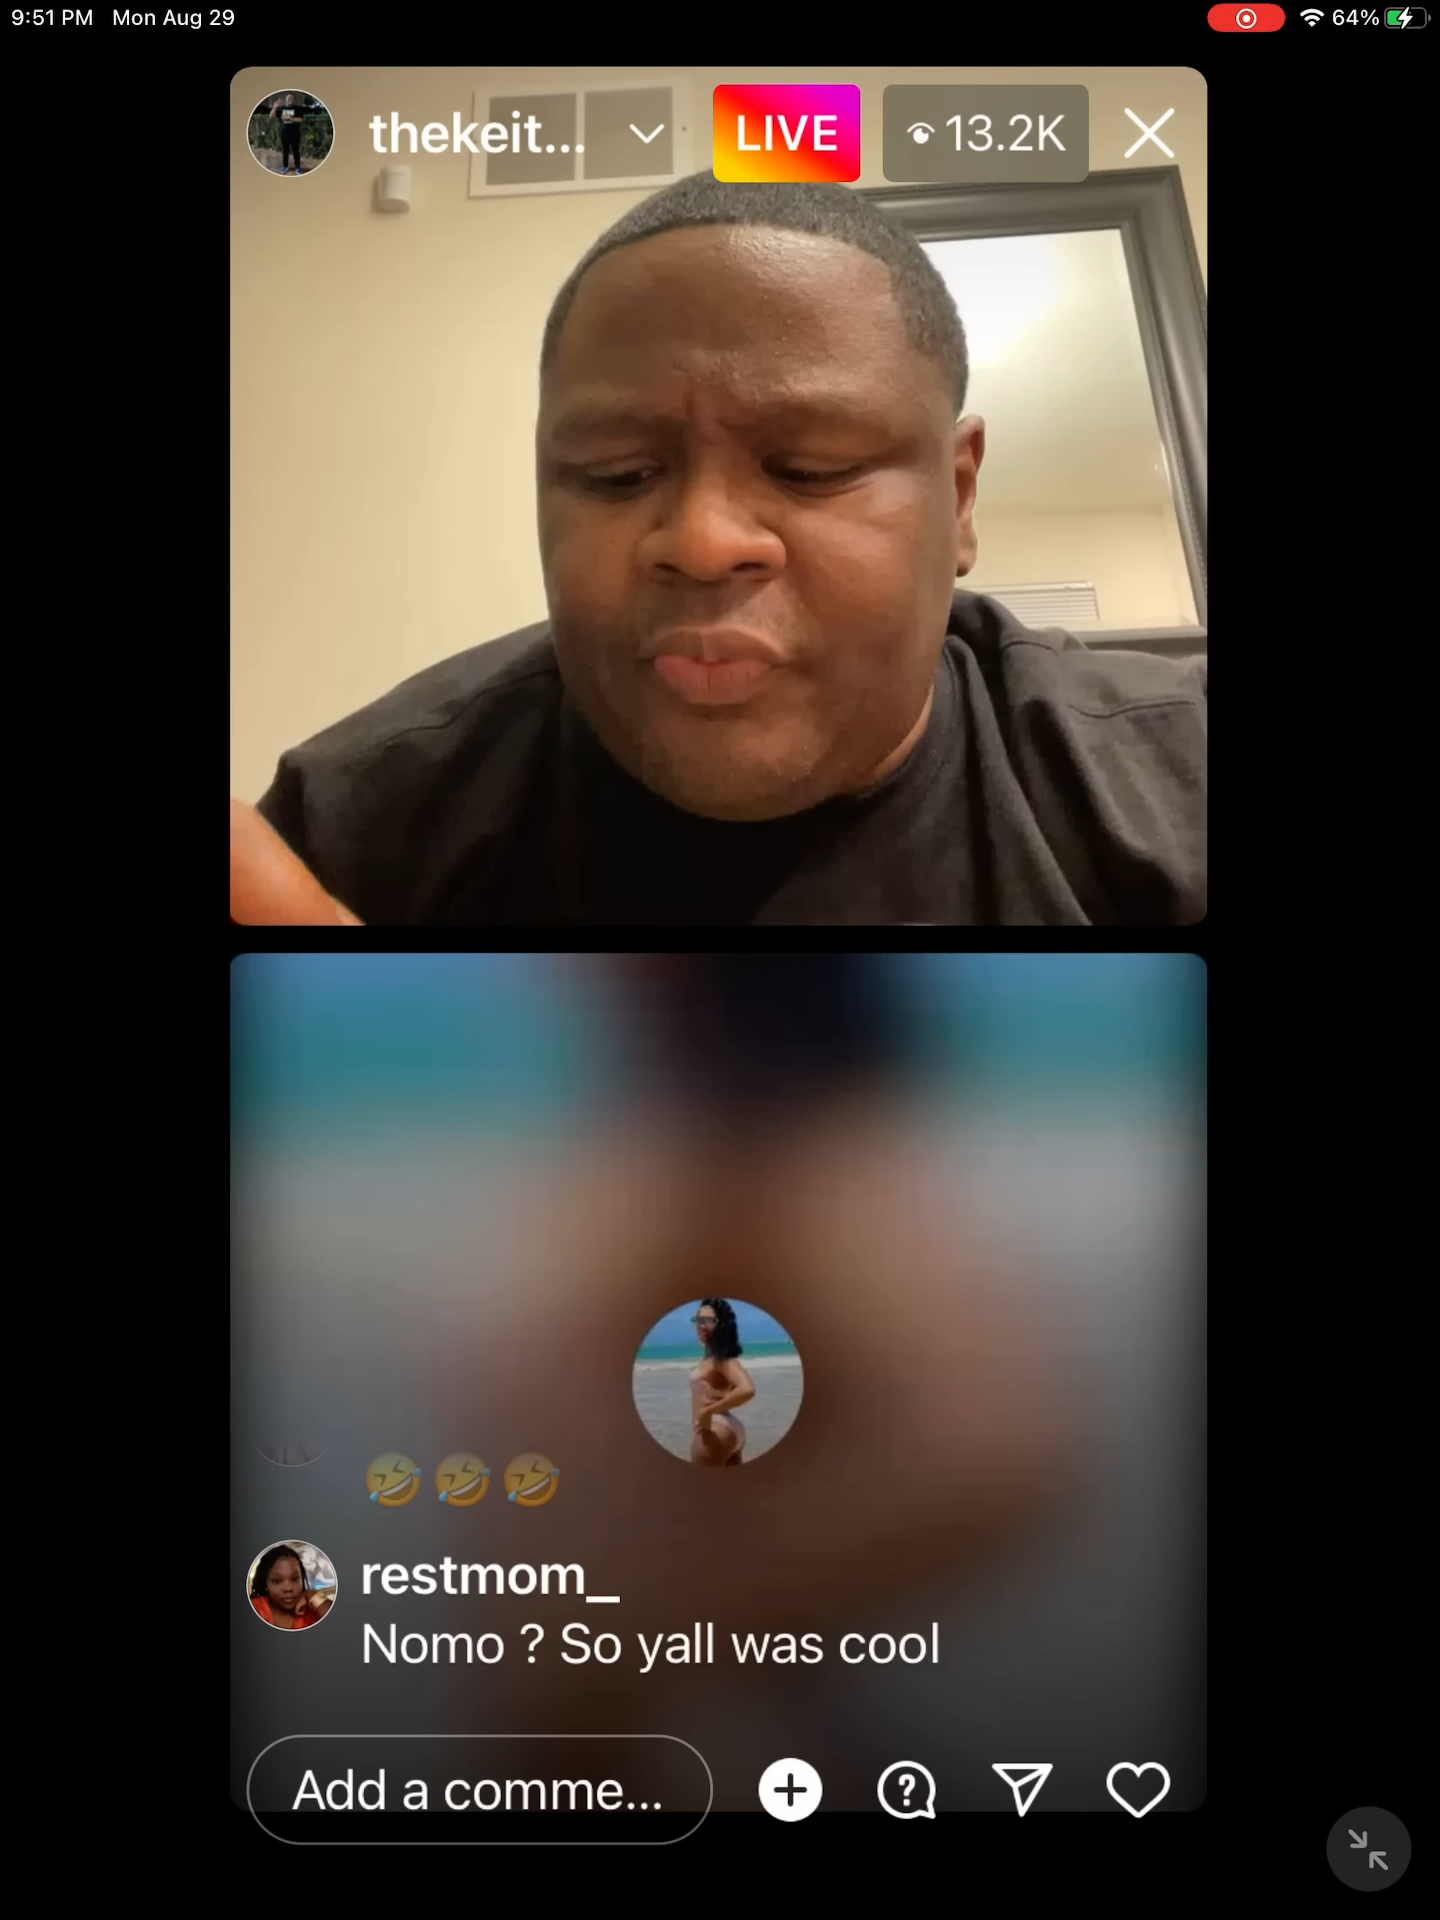 9:51 PM Mon Aug 29
64%
thekeit...
LIVE
13.2K
🤣🤣🤣
restmom_
Nomo ? So yall was cool
Add a comme...